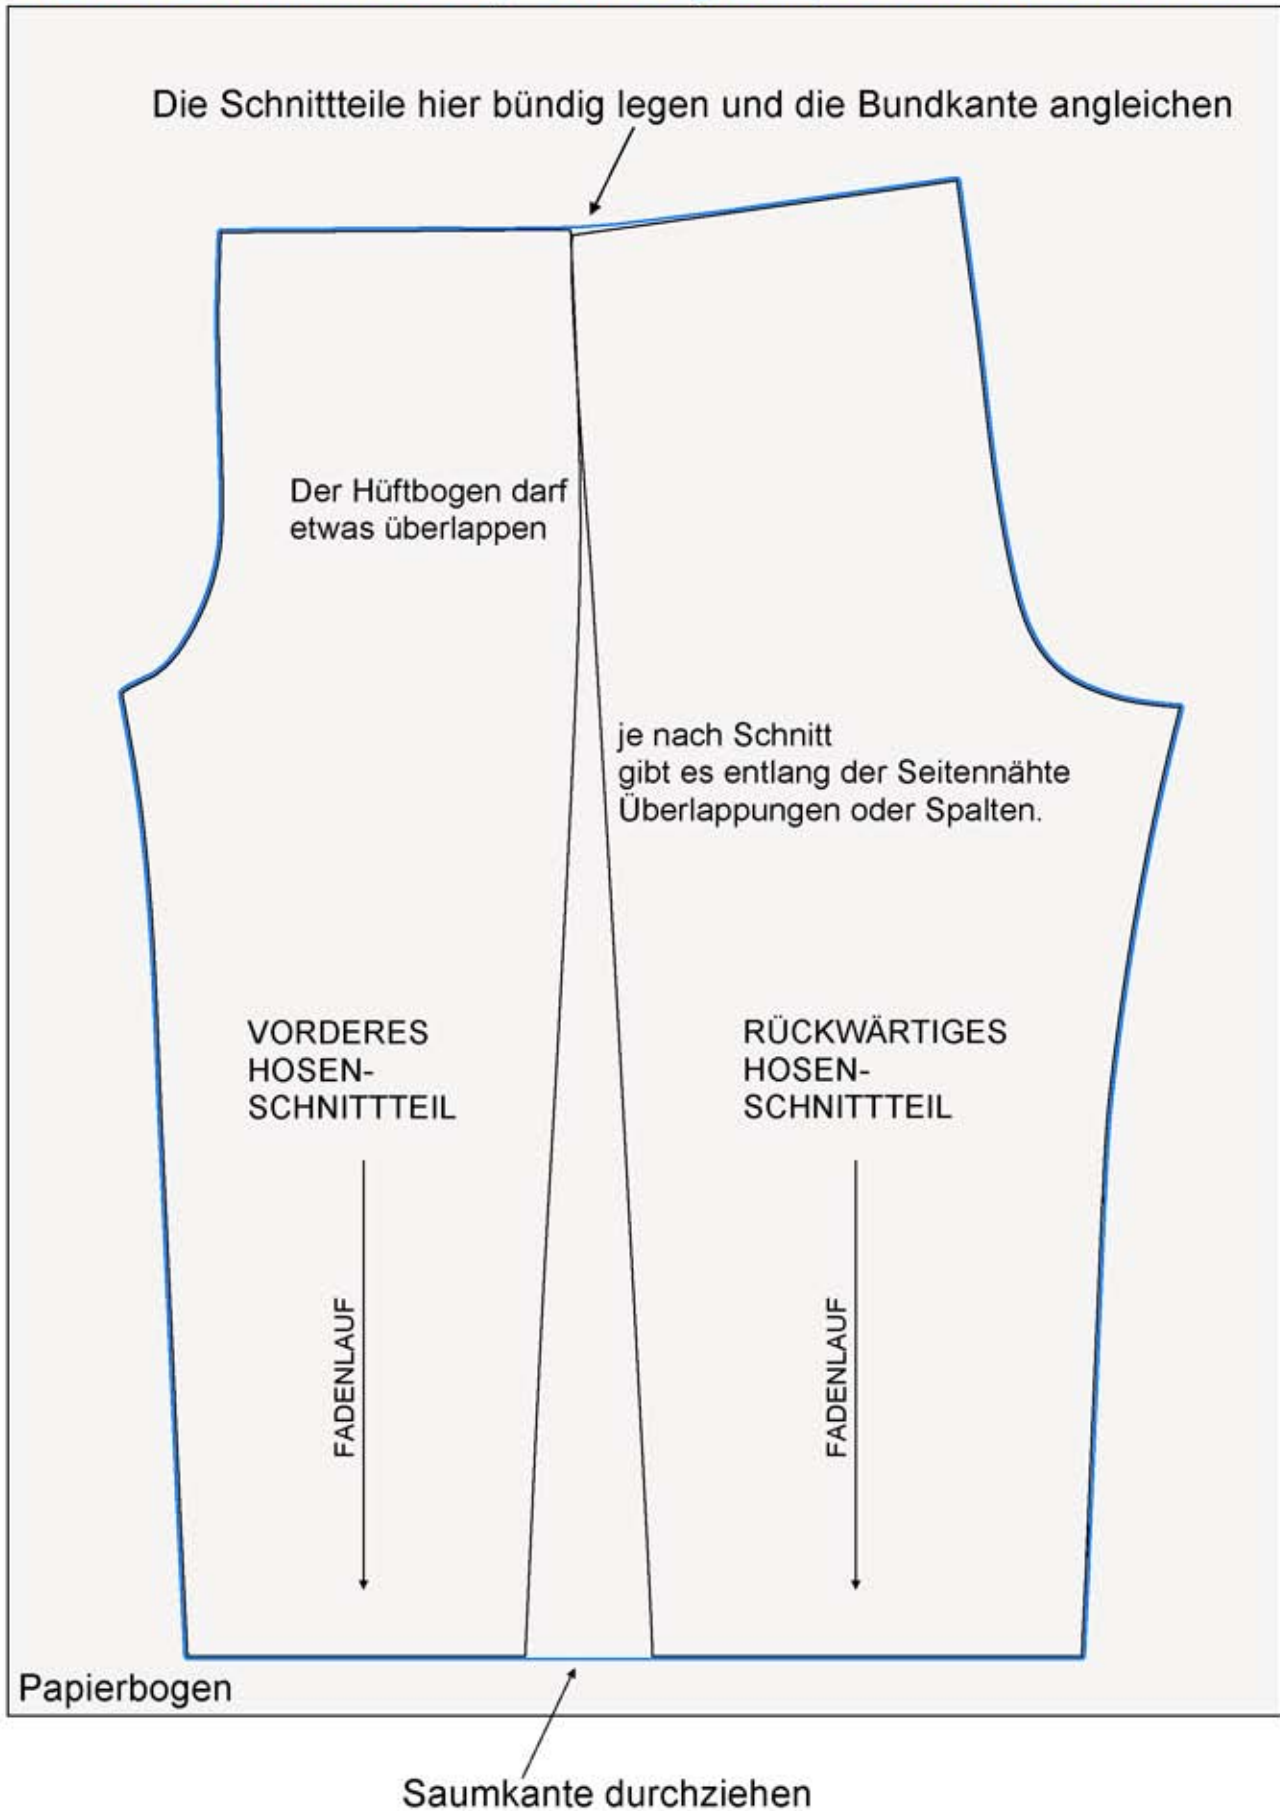 Die Schnittteile hier bündig legen und die Bundkante angleichen
Der Hüftbogen darf
etwas überlappen
je nach Schnitt
gibt es entlang der Seitennähte
Überlappungen oder Spalten.
VORDERES
HOSEN-
SCHNITTTEIL
RÜCKWÄRTIGES
HOSEN-
SCHNITTTEIL
FADENLAUF
FADENLAUF
Papierbogen
Saumkante durchziehen